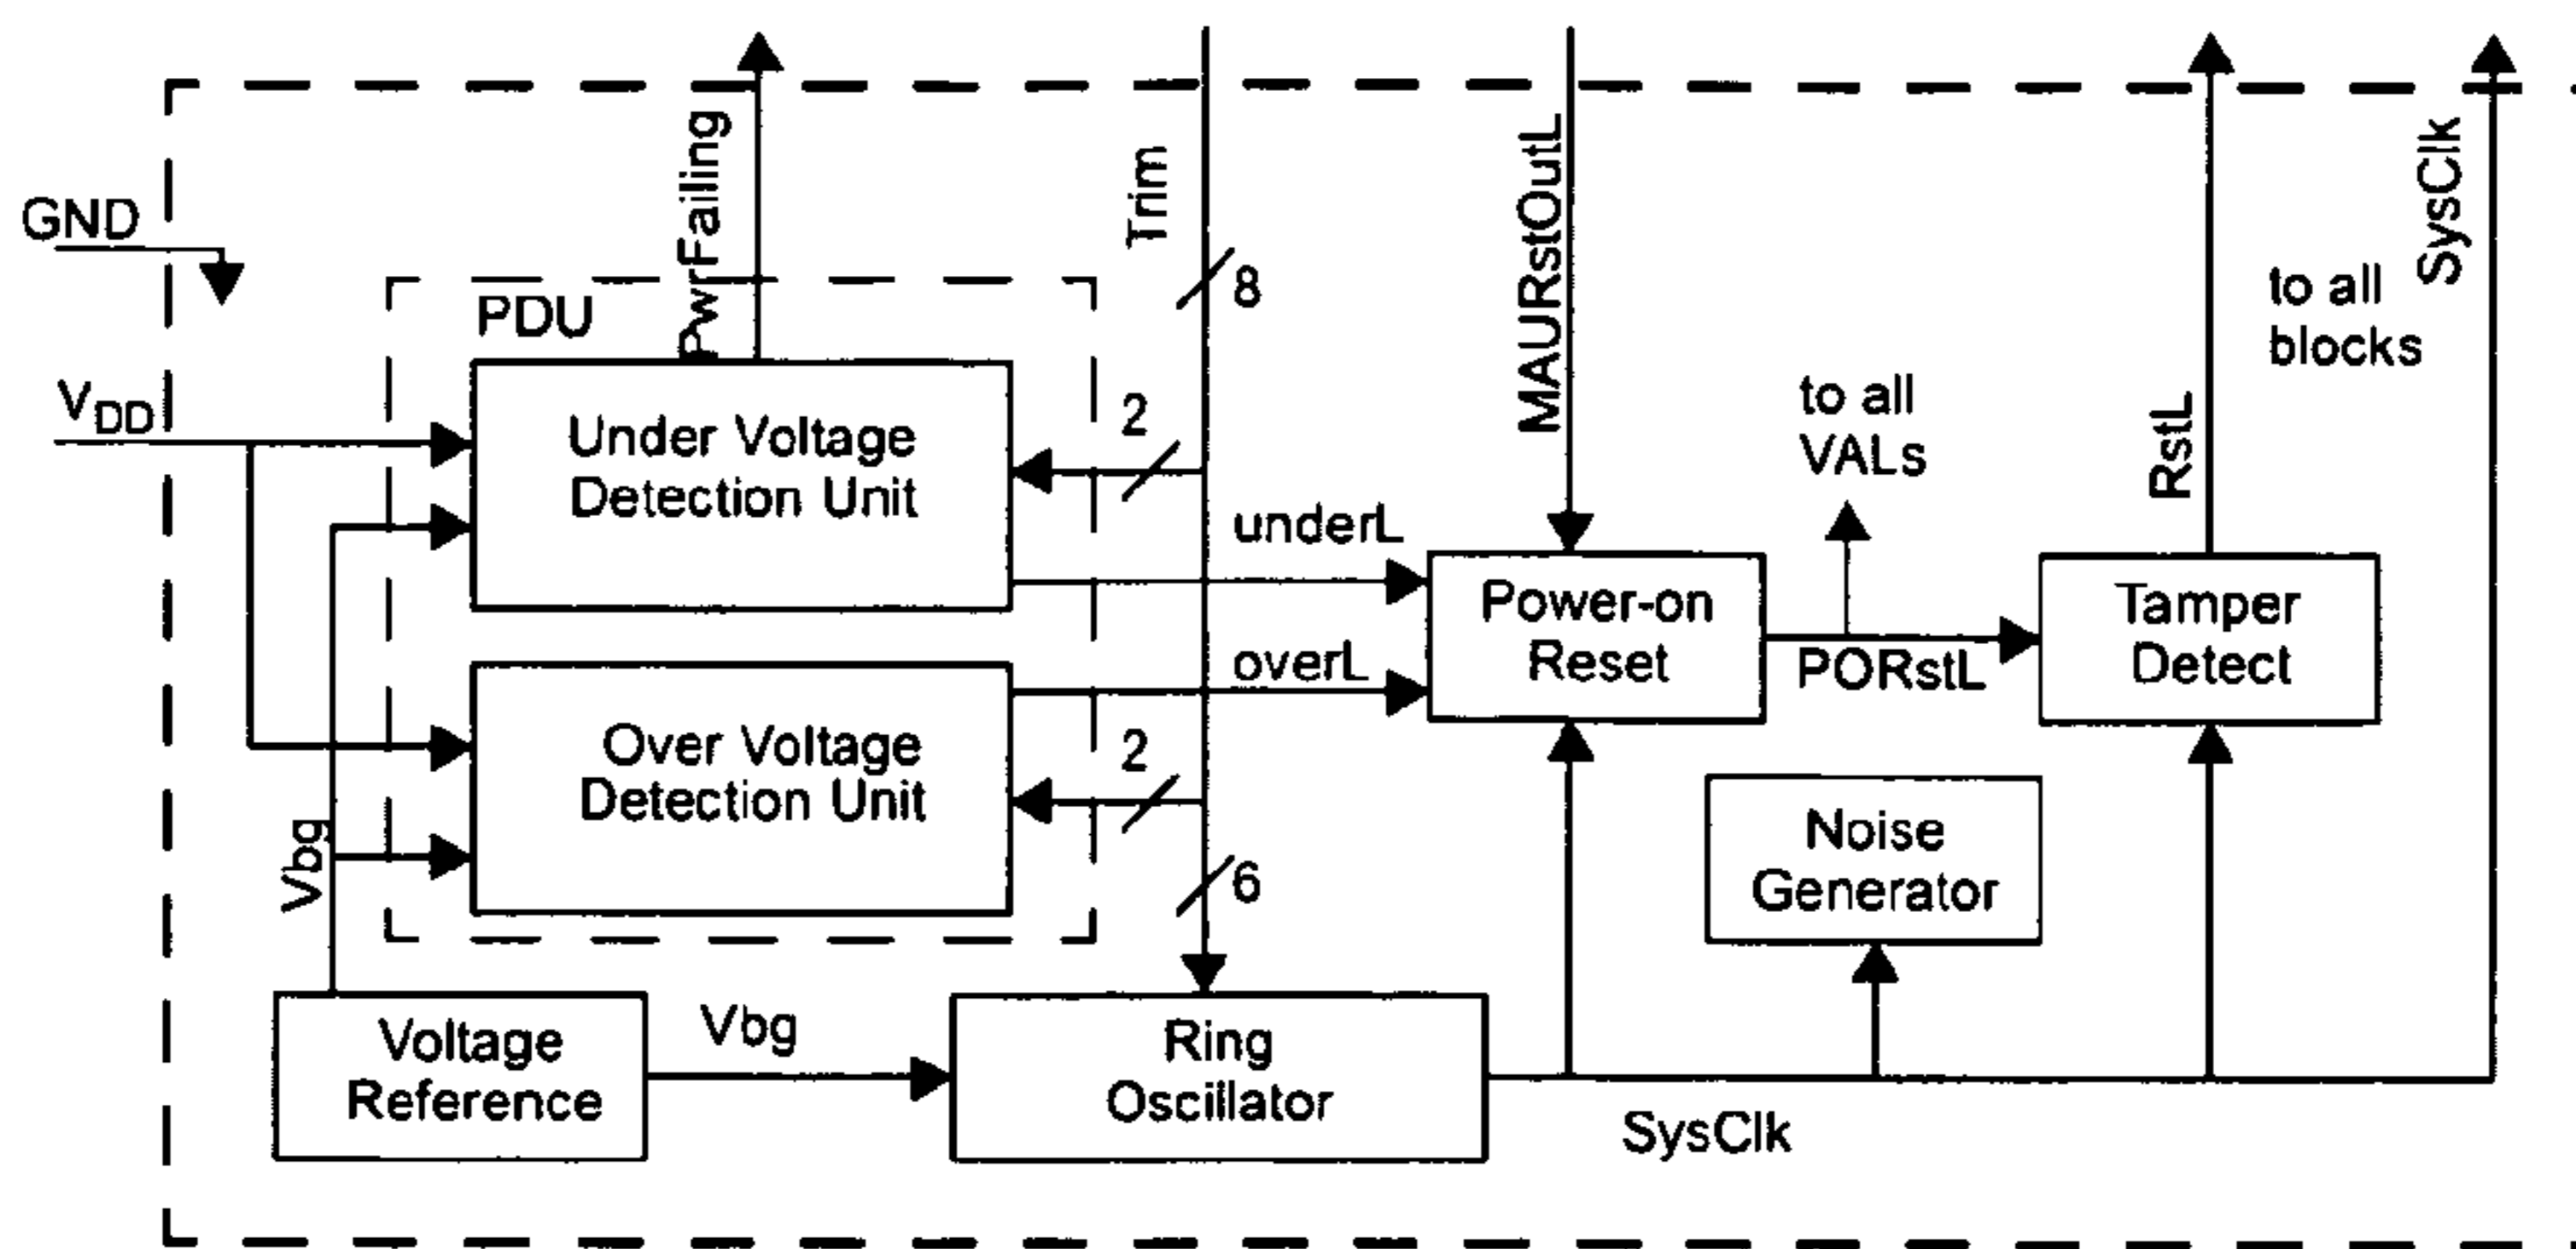 GND
VDD
PwrFailing
Trim
8
MAURstOutL
to all
VALs
RstL
to all
blocks
SysClk
PDU
Under Voltage
Detection Unit
2
underL
overL
Over Voltage
Detection Unit
2
6
Power-on
Reset
PORstL
Tamper
Detect
Noise
Generator
Vbg
Voltage
Reference
Vbg
Ring
Oscillator
SysClk